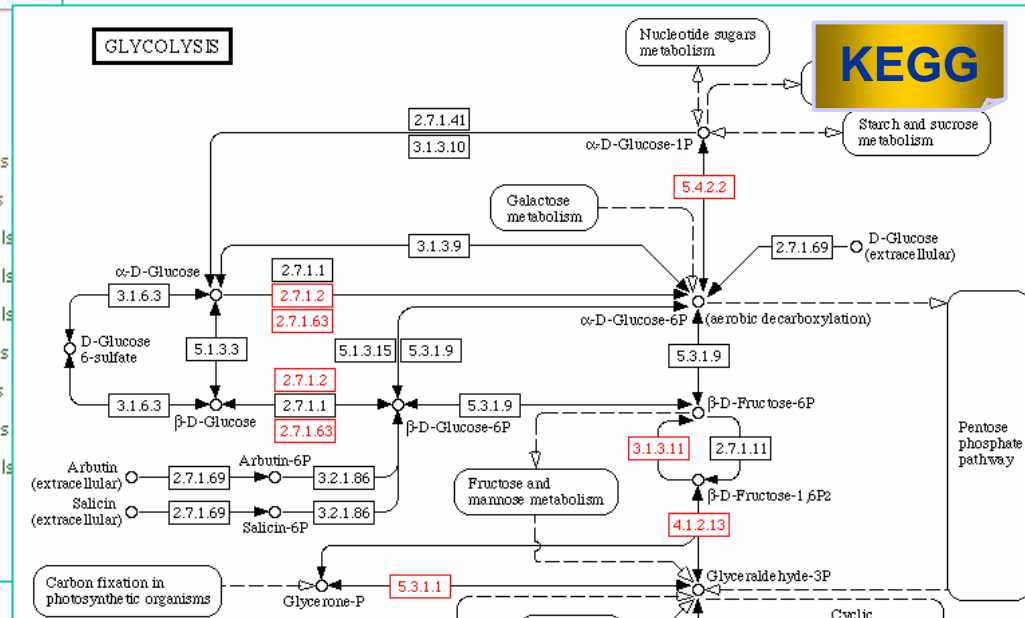 GLYCOLYSIS
Nucleotide sugars
metabolism
KEGG
Starch and sucrose
metabolism
2.7.1.41
3.1.3.10
α-D-Glucose-1P
5.4.2.2
Galactose
metabolism
3.1.3.9
2.7.1.69
D-Glucose
(extracellular)
α-D-Glucose
2.7.1.1
3.1.6.3
2.7.1.2
2.7.1.63
α-D-Glucose-6P
(aerobic decarboxylation)
D-Glucose
6-sulfate
5.1.3.3
5.1.3.15
5.3.1.9
5.3.1.9
2.7.1.2
3.1.6.3
2.7.1.1
2.7.1.63
5.3.1.9
β-D-Glucose
β-D-Glucose-6P
β-D-Fructose-6P
3.1.3.11
2.7.1.11
Pentose
phosphate
pathway
Arbutin
(extracellular)
2.7.1.69
Arbutin-6P
3.2.1.86
Fructose and
mannose metabolism
β-D-Fructose-1,6P2
Salicin
(extracellular)
2.7.1.69
Salicin-6P
3.2.1.86
4.1.2.13
Carbon fixation in
photosynthetic organisms
Glycerone-P
5.3.1.1
Glyceraldehyde-3P
Cyclic